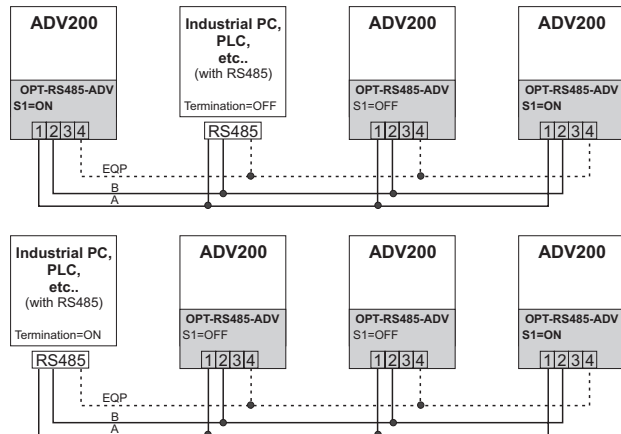 ADV200
OPT-RS485-ADV
S1=ON
1 2 3 4
Industrial PC,
PLC,
etc..
(with RS485)
Termination=OFF
RS485
ADV200
OPT-RS485-ADV
S1=OFF
1 2 3 4
ADV200
OPT-RS485-ADV
S1=ON
1 2 3 4
EQP
B
A
Industrial PC,
PLC,
etc..
(with RS485)
Termination=ON
RS485
ADV200
OPT-RS485-ADV
S1=OFF
1 2 3 4
ADV200
OPT-RS485-ADV
S1=OFF
1 2 3 4
ADV200
OPT-RS485-ADV
S1=ON
1 2 3 4
EQP
B
A